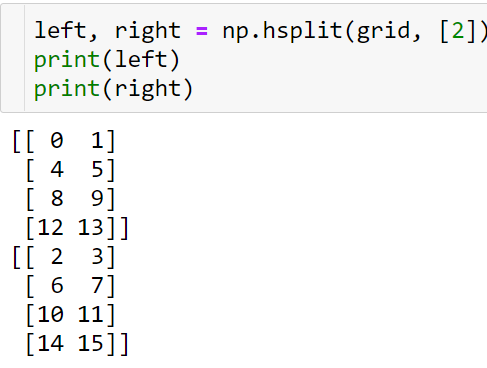 left, right = np.hsplit(grid, [2])
print(left)
print(right)
[[ 0  1]
 [ 4  5]
 [ 8  9]
 [12 13]]
[[ 2  3]
 [ 6  7]
 [10 11]
 [14 15]]